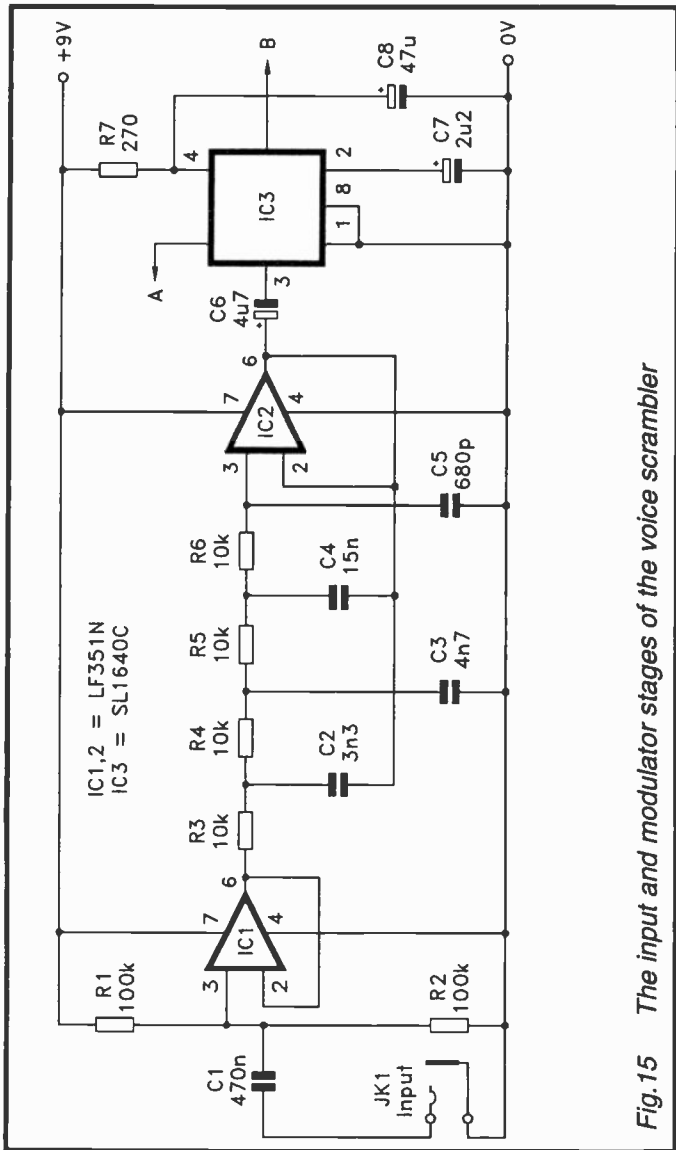 +9V
R7
270
4
B
C8
+
47u
IC3
A
3
1
8
2
C7
+
2u2
0V
C6
4u7
+
6
7
IC2
4
3
2
C5
680p
R6
10k
C4
15n
R5
10k
C3
4n7
R4
10k
C2
3n3
R3
10k
IC1,2 = LF351N
IC3 = SL1640C
6
7
IC1
4
3
2
R1
100k
R2
100k
C1
470n
JK1
Input
Fig.15 The input and modulator stages of the voice scrambler